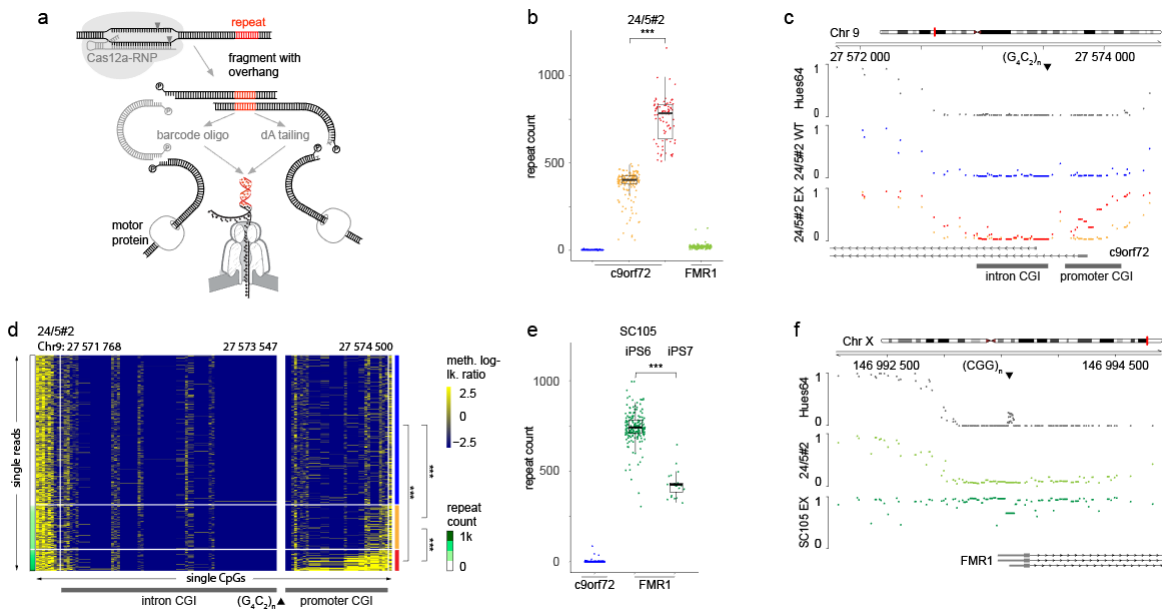 a
repeat
Cas12a-RNP
fragment with
overhang
P
P
P
P
barcode oligo
dA tailing
P
P
motor
protein
b
24/5#2
***
repeat count
1000
500
0
c9orf72
FMR1
c
Chr 9
27 572 000
(G4C2)n
27 574 000
Hues64
1
0
24/5#2 WT
1
0
24/5#2 EX
1
0
c9orf72
intron CGI
promoter CGI
d
24/5#2
Chr9: 27 571 768
27 573 547
27 574 500
single reads
single CpGs
intron CGI
(G4C2)n
promoter CGI
meth. log-
lk. ratio
2.5
0
−2.5
***
***
***
repeat
count
1k
0
e
SC105
iPS6
iPS7
***
repeat count
1000
500
0
c9orf72
FMR1
f
Chr X
146 992 500
(CGG)n
146 994 500
Hues64
1
0
24/5#2
1
0
SC105 EX
1
0
FMR1